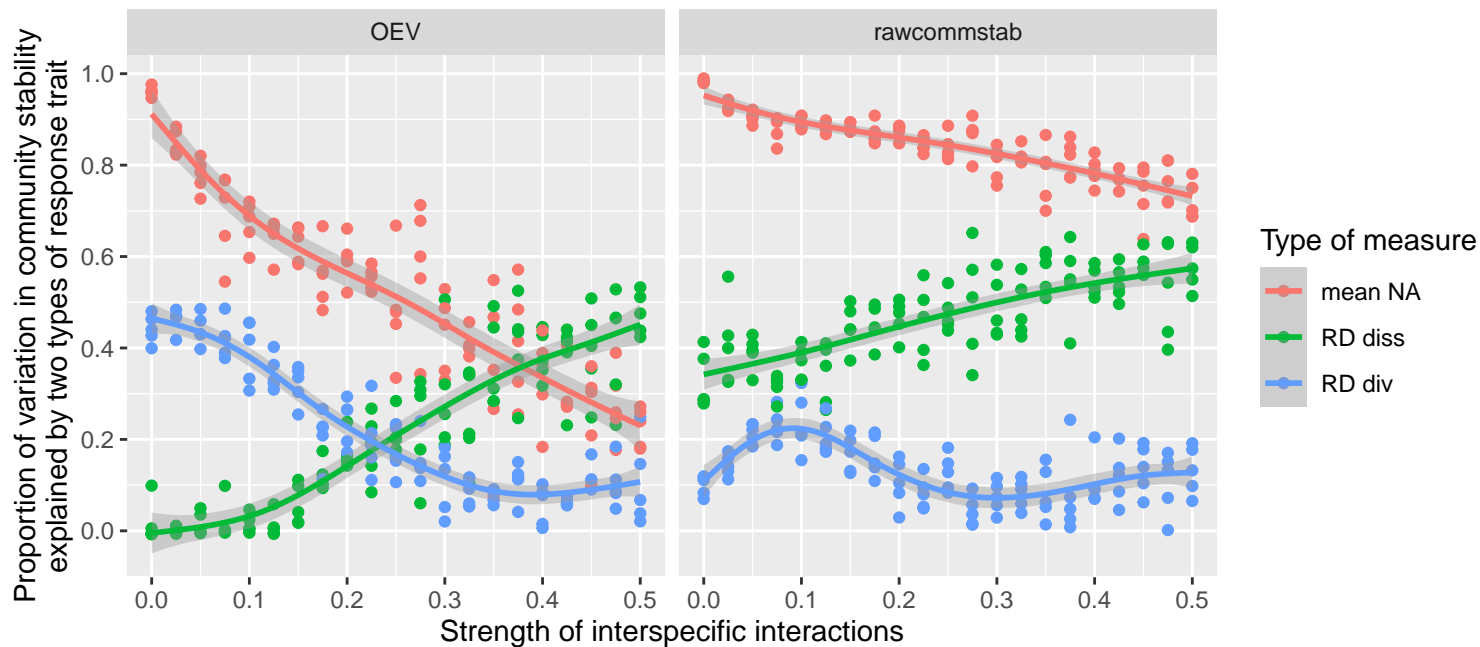 OEV
rawcommstab
Proportion of variation in community stability
explained by two types of response trait
1.0
0.8
0.6
0.4
0.2
0.0
0.0 0.1 0.2 0.3 0.4 0.5
0.0 0.1 0.2 0.3 0.4 0.5
Strength of interspecific interactions
Type of measure
mean NA
RD diss
RD div